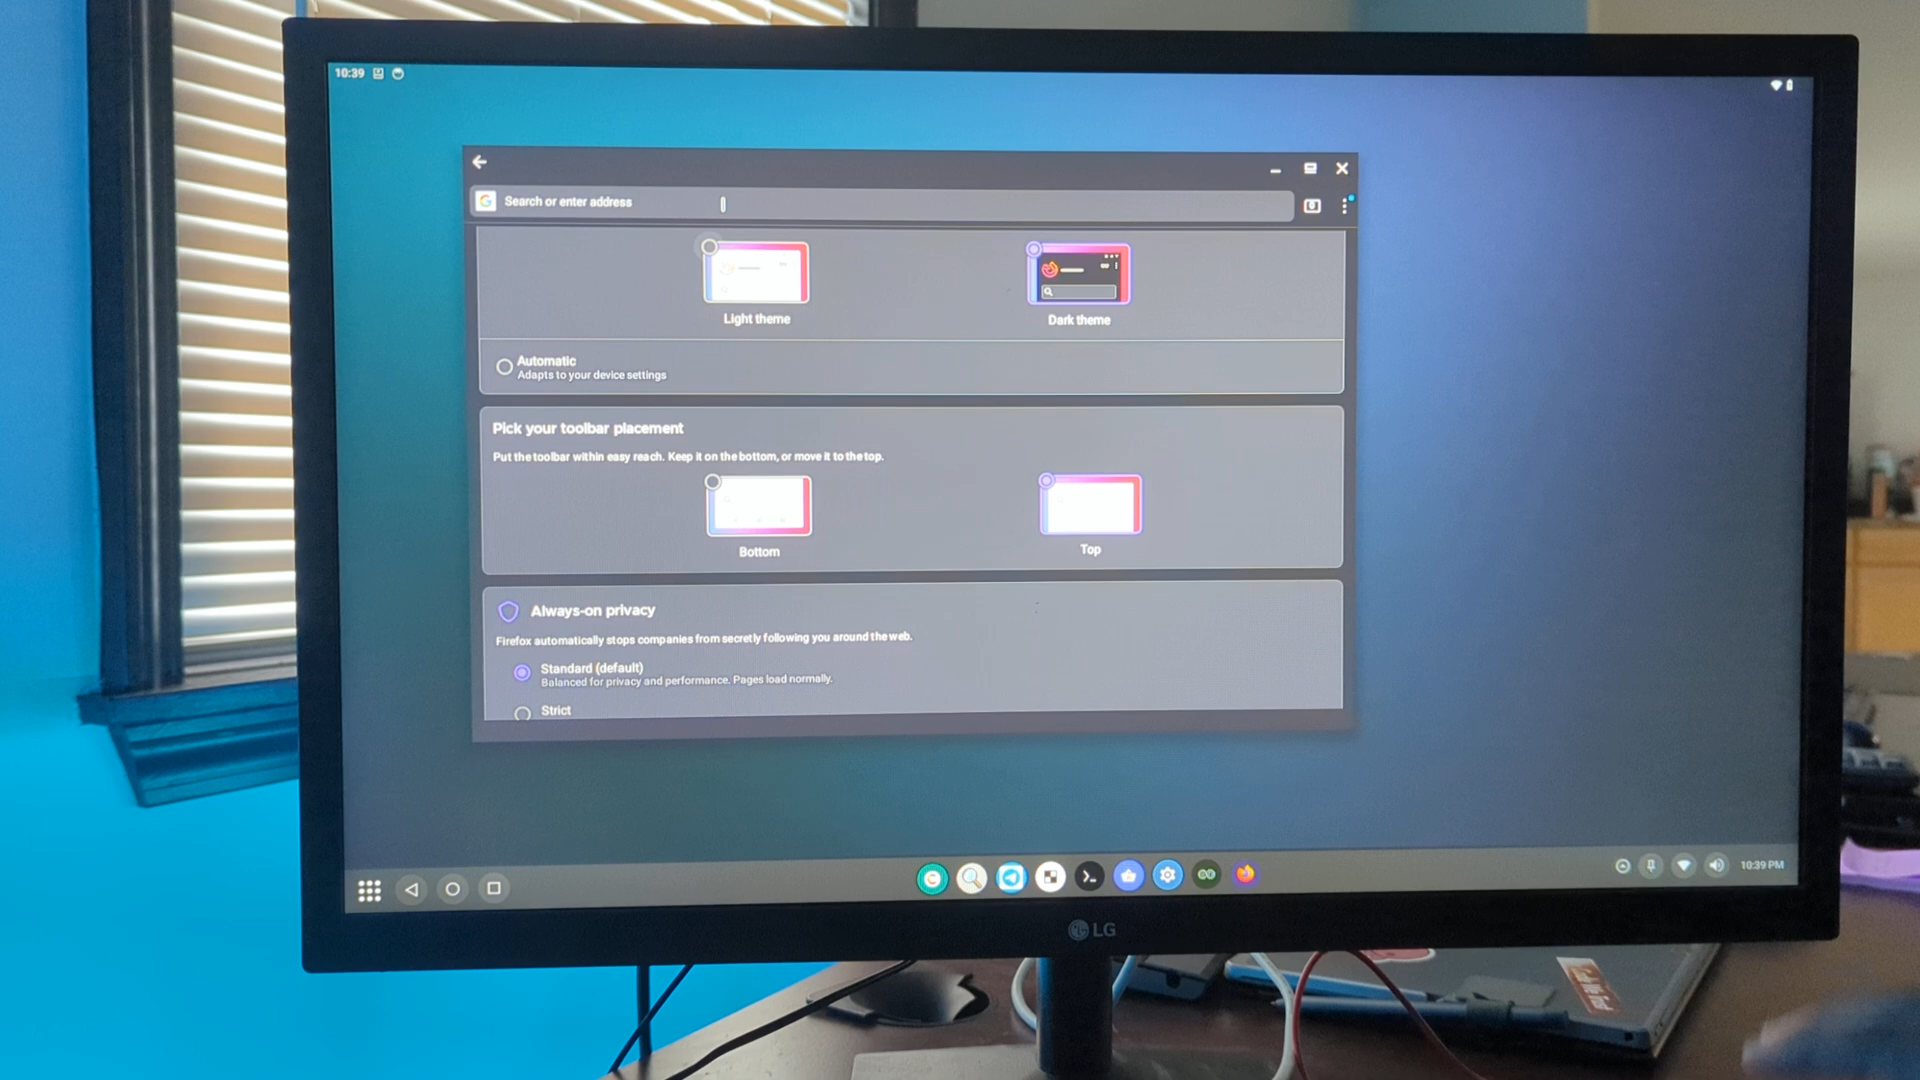 10:39
Search or enter address
Light theme
Dark theme
Automatic
Adapts to your device settings
Pick your toolbar placement
Put the toolbar within easy reach. Keep it on the bottom, or move it to the top.
Bottom
Top
Always-on privacy
Firefox automatically stops companies from secretly following you around the web.
Standard (default)
Balanced for privacy and performance. Pages load normally.
Strict
10:39 PM
LG